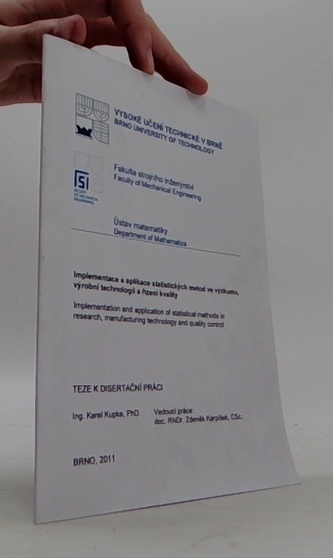 VYSOKÉ UČENÍ TECHNICKÉ V BRNĚ
BRNO UNIVERSITY OF TECHNOLOGY
Fakulta strojního inženýrství
Faculty of Mechanical Engineering
Ústav matematiky
Department of Mathematics
Implementace a aplikace statistických metod ve výzkumu,
výrobní technologii a řízení kvality
Implementation and application of statistical methods in
research, manufacturing technology and quality control
TEZE K DISERTAČNÍ PRÁCI
Ing. Karel Kupka, PhD. Vedoucí práce:
doc. RNDr. Zdeněk Karpíšek, CSc.
BRNO, 2011